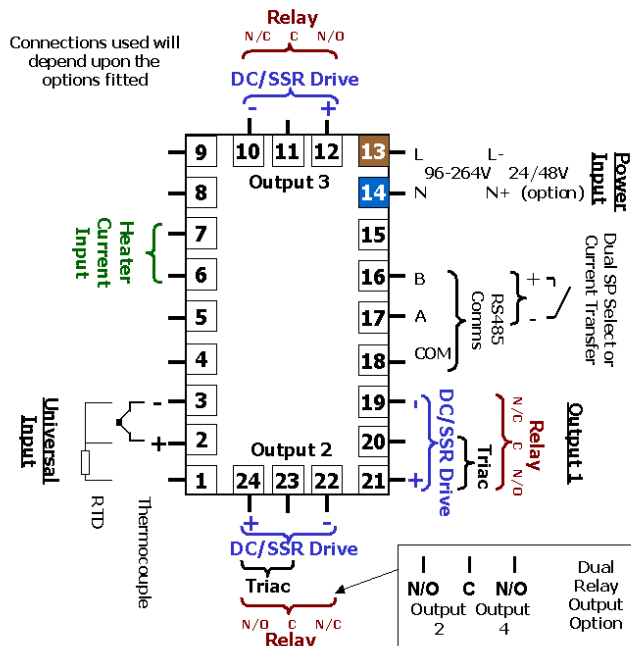 Connections used will
depend upon the
options fitted
Relay
N/C C N/O
DC/SSR Drive
- +
9 10 11 12 13 L L-
Output 3
96-264V 24/48V
8 14 N N+ (option)
Power
Input
7 15
Heater
Current
Input
6 16 B
5 17 A
4 18 COM
RS485
Comms
+
-
Dual SP Selector
Current Transfer
3 - 19 -
2 + 20
Output 2
1 24 23 22 21 +
Universal
Input
RTD
Thermocouple
DC/SSR Drive
Triac
N/C C N/O
Relay
Output 1
+ -
DC/SSR Drive
Triac
N/O C N/C
Relay
N/O C N/O
Output Output
2 4
Dual
Relay
Output
Option